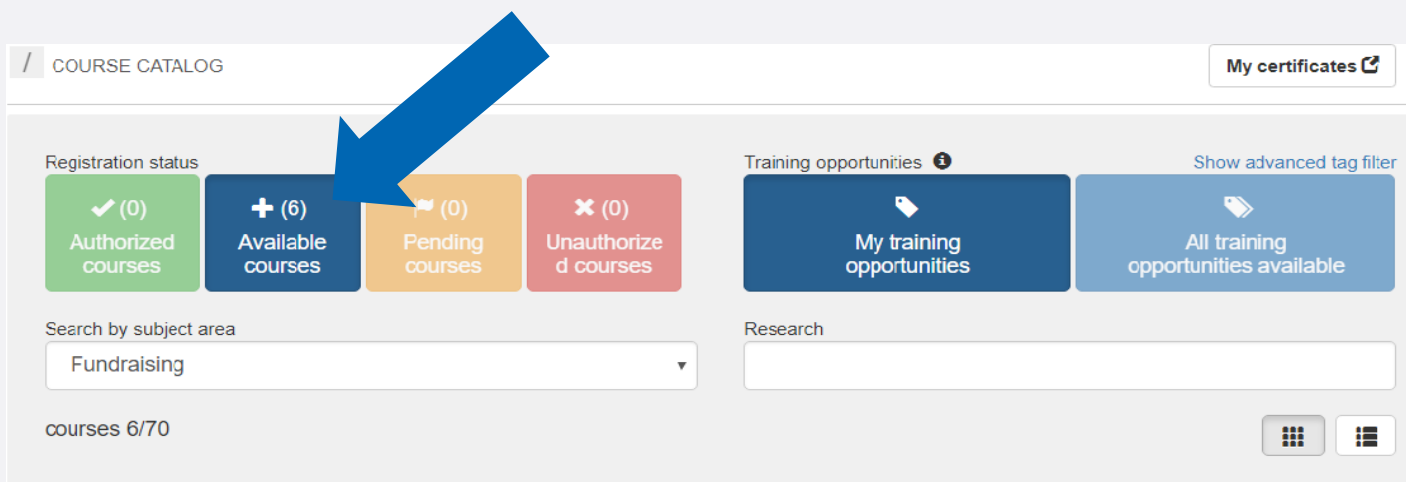 / COURSE CATALOG
My certificates
Registration status
Training opportunities
Show advanced tag filter
(0)
Authorized
courses
(6)
Available
courses
(0)
Pending
courses
(0)
Unauthorize
d courses
My training
opportunities
All training
opportunities available
Search by subject area
Fundraising
Research
courses 6/70